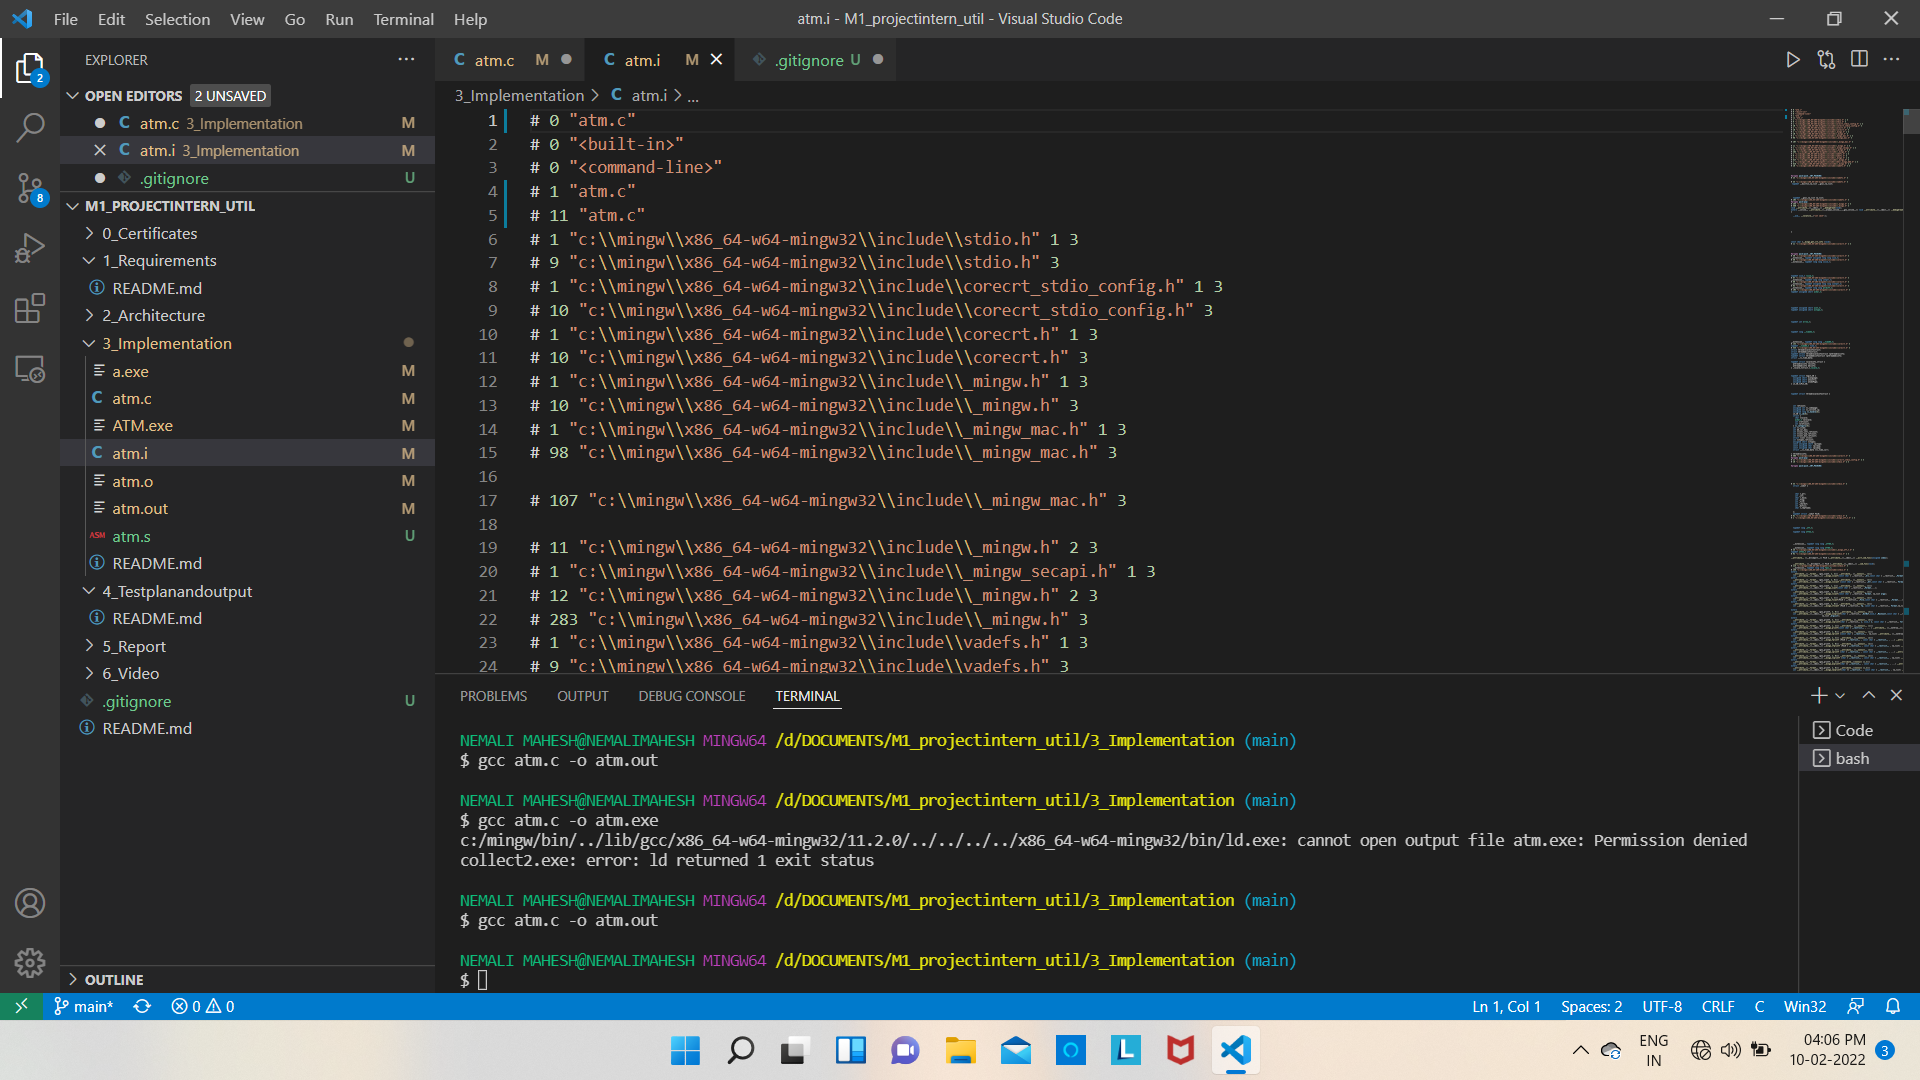 File Edit Selection View Go Run Terminal Help
atm.i - M1_projectintern_util - Visual Studio Code
EXPLORER
OPEN EDITORS 2 UNSAVED
atm.c 3_Implementation M
atm.i 3_Implementation M
.gitignore U
M1_PROJECTINTERN_UTIL
0_Certificates
1_Requirements
README.md
2_Architecture
3_Implementation
a.exe M
atm.c M
ATM.exe M
atm.i M
atm.o M
atm.out M
ASM atm.s U
README.md
4_Testplanandoutput
README.md
5_Report
6_Video
.gitignore U
README.md
OUTLINE
2
8
atm.c M
atm.i M
.gitignore U
3_Implementation > C atm.i > ...
1 # 0 "atm.c"
2 # 0 "<built-in>"
3 # 0 "<command-line>"
4 # 1 "atm.c"
5 # 11 "atm.c"
6 # 1 "c:\\mingw\\x86_64-w64-mingw32\\include\\stdio.h" 1 3
7 # 9 "c:\\mingw\\x86_64-w64-mingw32\\include\\stdio.h" 3
8 # 1 "c:\\mingw\\x86_64-w64-mingw32\\include\\corecrt_stdio_config.h" 1 3
9 # 10 "c:\\mingw\\x86_64-w64-mingw32\\include\\corecrt_stdio_config.h" 3
10 # 1 "c:\\mingw\\x86_64-w64-mingw32\\include\\corecrt.h" 1 3
11 # 10 "c:\\mingw\\x86_64-w64-mingw32\\include\\corecrt.h" 3
12 # 1 "c:\\mingw\\x86_64-w64-mingw32\\include\\_mingw.h" 1 3
13 # 10 "c:\\mingw\\x86_64-w64-mingw32\\include\\_mingw.h" 3
14 # 1 "c:\\mingw\\x86_64-w64-mingw32\\include\\_mingw_mac.h" 1 3
15 # 98 "c:\\mingw\\x86_64-w64-mingw32\\include\\_mingw_mac.h" 3
16
17 # 107 "c:\\mingw\\x86_64-w64-mingw32\\include\\_mingw_mac.h" 3
18
19 # 11 "c:\\mingw\\x86_64-w64-mingw32\\include\\_mingw.h" 2 3
20 # 1 "c:\\mingw\\x86_64-w64-mingw32\\include\\_mingw_secapi.h" 1 3
21 # 12 "c:\\mingw\\x86_64-w64-mingw32\\include\\_mingw.h" 2 3
22 # 283 "c:\\mingw\\x86_64-w64-mingw32\\include\\_mingw.h" 3
23 # 1 "c:\\mingw\\x86_64-w64-mingw32\\include\\vadefs.h" 1 3
24 # 9 "c:\\mingw\\x86_64-w64-mingw32\\include\\vadefs.h" 3
PROBLEMS OUTPUT DEBUG CONSOLE TERMINAL
NEMALI MAHESH@NEMALIMAHESH MINGW64 /d/DOCUMENTS/M1_projectintern_util/3_Implementation (main)
$ gcc atm.c -o atm.out
NEMALI MAHESH@NEMALIMAHESH MINGW64 /d/DOCUMENTS/M1_projectintern_util/3_Implementation (main)
$ gcc atm.c -o atm.exe
c:/mingw/bin/../lib/gcc/x86_64-w64-mingw32/11.2.0/../../../../x86_64-w64-mingw32/bin/ld.exe: cannot open output file atm.exe: Permission denied
collect2.exe: error: ld returned 1 exit status
NEMALI MAHESH@NEMALIMAHESH MINGW64 /d/DOCUMENTS/M1_projectintern_util/3_Implementation (main)
$ gcc atm.c -o atm.out
NEMALI MAHESH@NEMALIMAHESH MINGW64 /d/DOCUMENTS/M1_projectintern_util/3_Implementation (main)
$
Code
bash
main* 0 0
Ln 1, Col 1 Spaces: 2 UTF-8 CRLF C Win32
ENG
IN
04:06 PM
10-02-2022
3